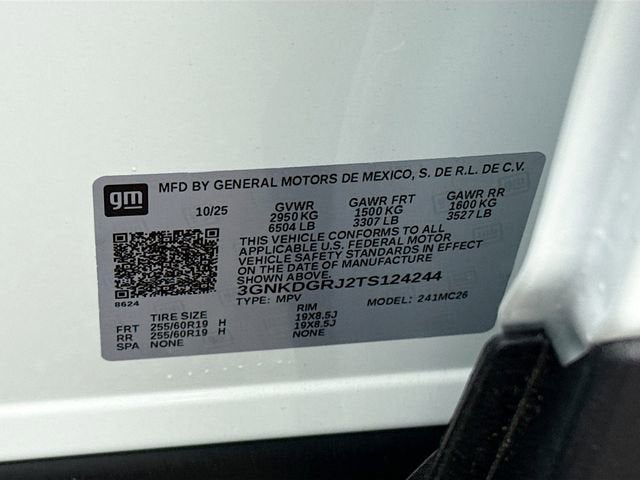 gm MFD BY GENERAL MOTORS DE MEXICO, S. DE R.L. DE C.V.
10/25 GVWR GAWR FRT GAWR RR
2950 KG 1500 KG 1600 KG
6504 LB 3307 LB 3527 LB
THIS VEHICLE CONFORMS TO ALL
APPLICABLE U.S. FEDERAL MOTOR
VEHICLE SAFETY STANDARDS IN EFFECT
ON THE DATE OF MANUFACTURE
SHOWN ABOVE.
3GNKDGRJ2TS124244
8624 TYPE: MPV MODEL: 241MC26
TIRE SIZE RIM
FRT 255/60R19 H 19X8.5J
RR 255/60R19 H 19X8.5J
SPA NONE NONE